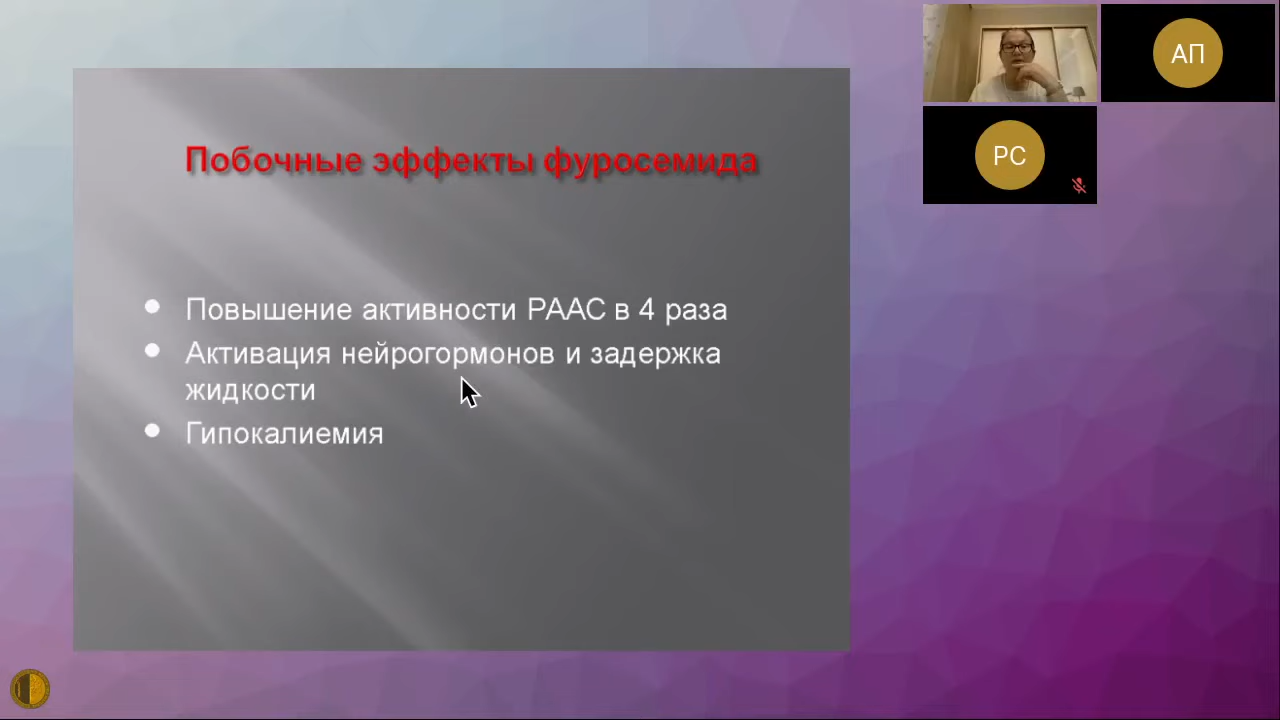 Побочные эффекты фуросемида
Повышение активности РААС в 4 раза
Активация нейрогормонов и задержка
жидкости
Гипокалиемия
АП
РС